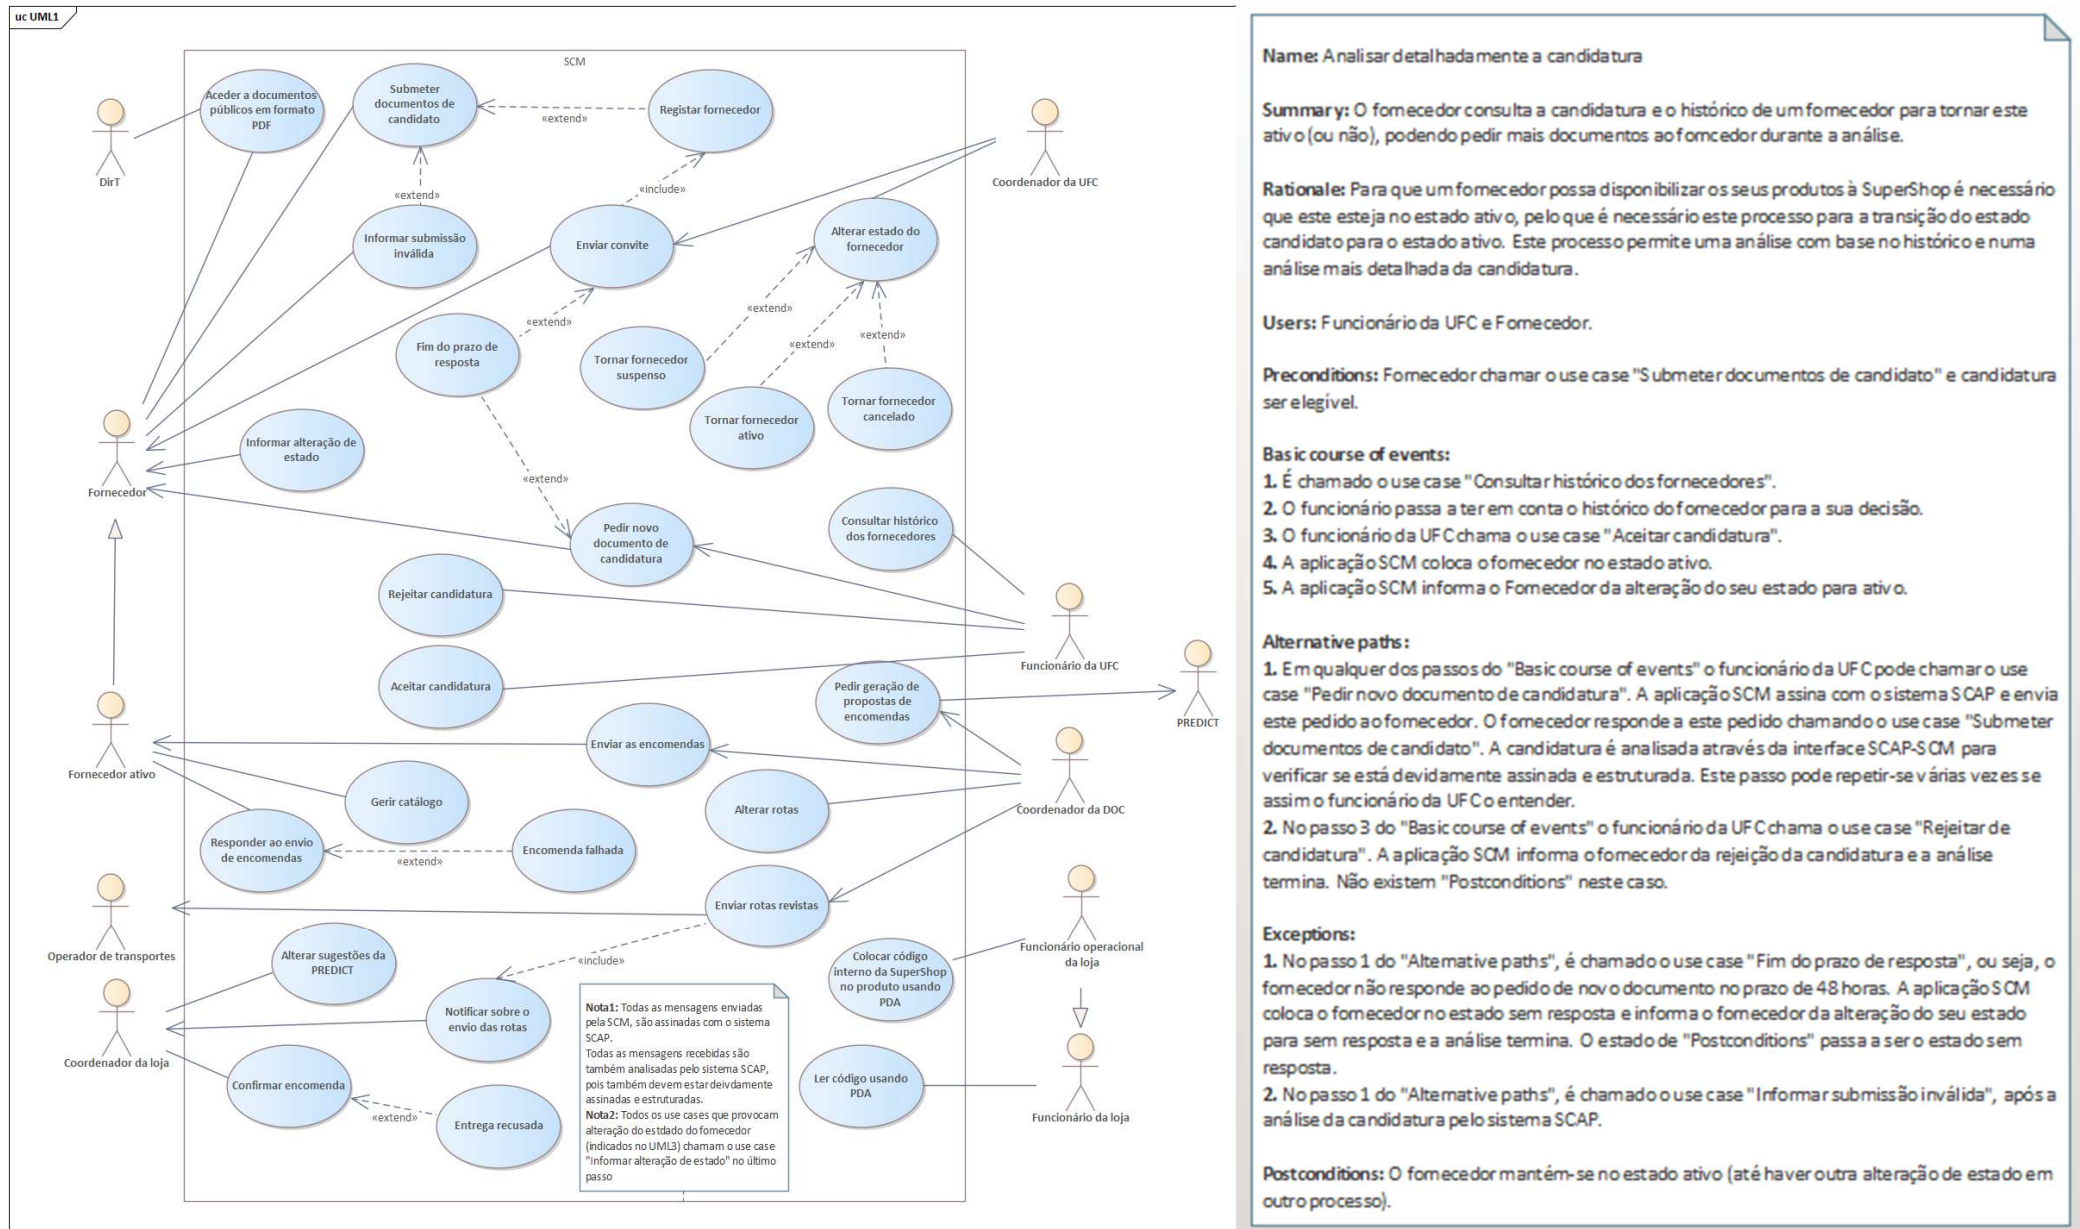 uc UML1
SCM
Aceder a documentos
públicos em formato
PDF
Submeter
documentos de
candidato
«extend»
Registar fornecedor
DirT
Coordenador da UFC
«extend»
«include»
Informar submissão
inválida
Enviar convite
Alterar estado do
fornecedor
«extend»
«extend»
«extend»
«extend»
Fim do prazo de
resposta
Tornar fornecedor
suspenso
Tornar fornecedor
ativo
Tornar fornecedor
cancelado
Informar alteração de
estado
Fornecedor
«extend»
Pedir novo
documento de
candidatura
Consultar histórico
dos fornecedores
Rejeitar candidatura
Funcionário da UFC
Aceitar candidatura
Pedir geração de
propostas de
encomendas
PREDICT
Enviar as encomendas
Fornecedor ativo
Gerir catálogo
Alterar rotas
Coordenador da DOC
Responder ao envio
de encomendas
«extend»
Encomenda falhada
Enviar rotas revistas
Operador de transportes
Alterar sugestões da
PREDICT
«include»
Colocar código
interno da SuperShop
no produto usando
PDA
Funcionário operacional
da loja
Notificar sobre o
envio das rotas
Coordenador da loja
Confirmar encomenda
«extend»
Entrega recusada
Ler código usando
PDA
Funcionário da loja
Nota1: Todas as mensagens enviadas
pela SCM, são assinadas com o sistema
SCAP.
Todas as mensagens recebidas são
também analisadas pelo sistema SCAP,
pois também devem estar deivdamente
assinadas e estruturadas.
Nota2: Todos os use cases que provocam
alteração do estdado do fornecedor
(indicados no UML3) chamam o use case
"Informar alteração de estado" no último
passo
Name: Analisar detalhadamente a candidatura
Summary: O fornecedor consulta a candidatura e o histórico de um fornecedor para tornar este
ativo (ou não), podendo pedir mais documentos ao forncedor durante a análise.
Rationale: Para que um fornecedor possa disponibilizar os seus produtos à SuperShop é necessário
que este esteja no estado ativo, pelo que é necessário este processo para a transição do estado
candidato para o estado ativo. Este processo permite uma análise com base no histórico e numa
análise mais detalhada da candidatura.
Users: Funcionário da UFC e Fornecedor.
Preconditions: Fornecedor chamar o use case "Submeter documentos de candidato" e candidatura
ser elegível.
Basic course of events:
1. É chamado o use case "Consultar histórico dos fornecedores".
2. O funcionário passa a ter em conta o histórico do fornecedor para a sua decisão.
3. O funcionário da UFC chama o use case "Aceitar candidatura".
4. A aplicação SCM coloca o fornecedor no estado ativo.
5. A aplicação SCM informa o Fornecedor da alteração do seu estado para ativo.
Alternative paths:
1. Em qualquer dos passos do "Basic course of events" o funcionário da UFC pode chamar o use
case "Pedir novo documento de candidatura". A aplicação SCM assina com o sistema SCAP e envia
este pedido ao fornecedor. O fornecedor responde a este pedido chamando o use case "Submeter
documentos de candidato". A candidatura é analisada através da interface SCAP-SCM para
verificar se está devidamente assinada e estruturada. Este passo pode repetir-se várias vezes se
assim o funcionário da UFC o entender.
2. No passo 3 do "Basic course of events" o funcionário da UFC chama o use case "Rejeitar de
candidatura". A aplicação SCM informa o fornecedor da rejeição da candidatura e a análise
termina. Não existem "Postconditions" neste caso.
Exceptions:
1. No passo 1 do "Alternative paths", é chamado o use case "Fim do prazo de resposta", ou seja, o
fornecedor não responde ao pedido de novo documento no prazo de 48 horas. A aplicação SCM
coloca o fornecedor no estado sem resposta e informa o fornecedor da alteração do seu estado
para sem resposta e a análise termina. O estado de "Postconditions" passa a ser o estado sem
resposta.
2. No passo 1 do "Alternative paths", é chamado o use case "Informar submissão inválida", após a
análise da candidatura pelo sistema SCAP.
Postconditions: O fornecedor mantém-se no estado ativo (até haver outra alteração de estado em
outro processo).